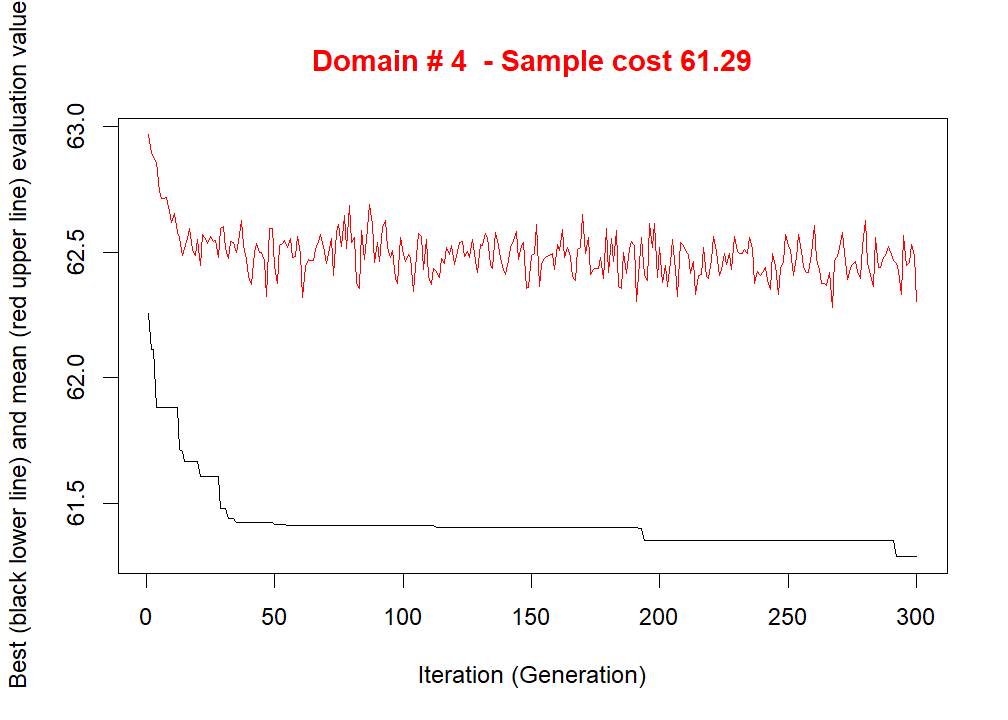 Domain # 4  - Sample cost 61.29
Best (black lower line) and mean (red upper line) evaluation value
63.0
62.5
62.0
61.5
0 50 100 150 200 250 300
Iteration (Generation)